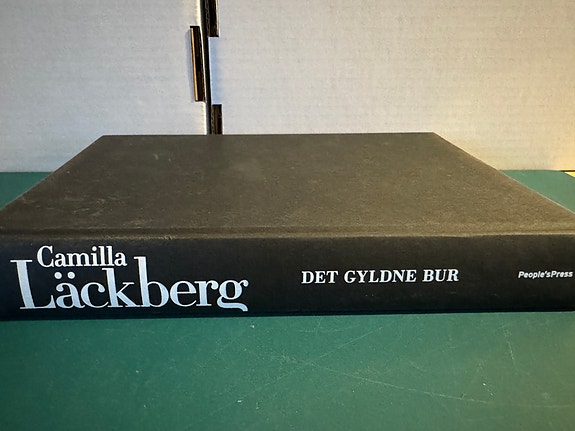 Camilla
Läckberg
DET GYLDNE BUR
People'sPress